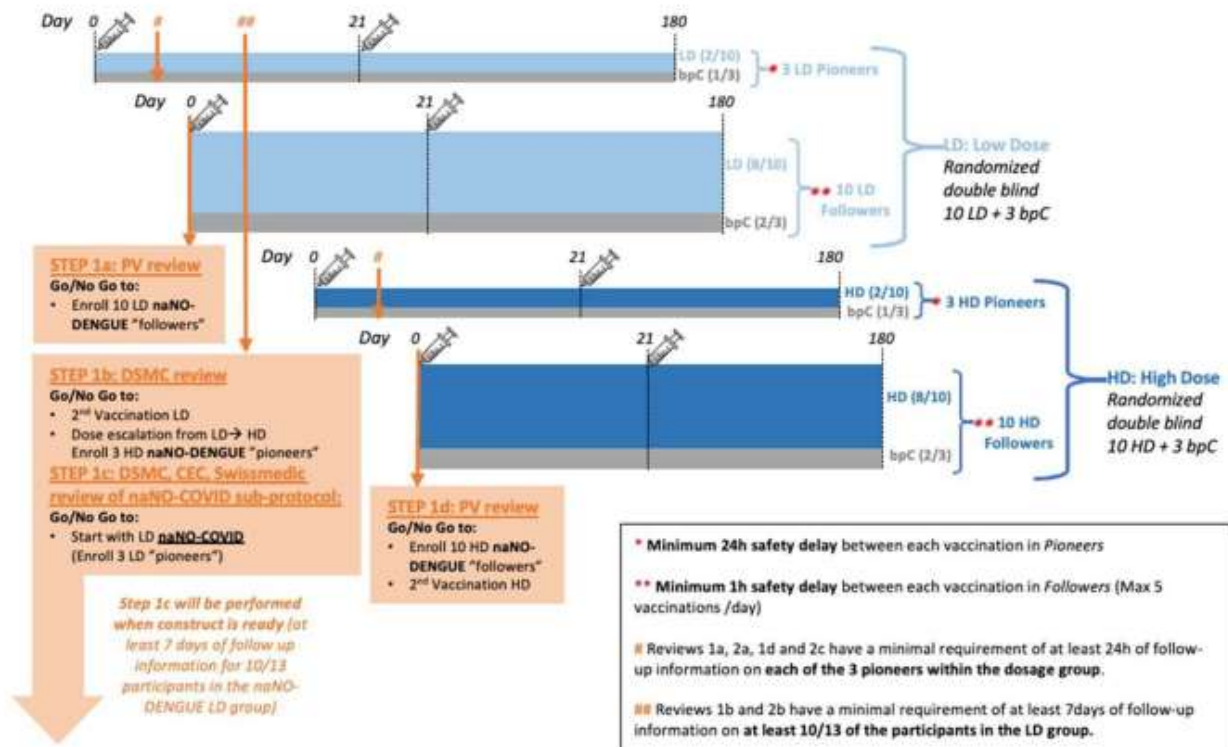 Day 0 # ## 21 180
LD (2/10)
bpC (1/3)
* 3 LD Pioneers
Day 0 21 180
LD (8/10)
bpC (2/3)
** 10 LD
Followers
LD: Low Dose
Randomized
double blind
10 LD + 3 bpC
STEP 1a: PV review
Go/No Go to:
• Enroll 10 LD naNO-
DENGUE "followers"
0 # 21 180
HD (2/10)
bpC (1/3)
* 3 HD Pioneers
Day 0 21 180
HD (8/10)
bpC (2/3)
** 10 HD
Followers
HD: High Dose
Randomized
double blind
10 HD + 3 bpC
STEP 1b: DSMC review
Go/No Go to:
• 2nd Vaccination LD
• Dose escalation from LD→ HD
Enroll 3 HD naNO-DENGUE "pioneers"
STEP 1c: DSMC, CEC, Swissmedic
review of naNO-COVID sub-protocol:
Go/No Go to:
• Start with LD naNO-COVID
(Enroll 3 LD "pioneers")
Step 1c will be performed
when construct is ready (at
least 7 days of follow up
information for 10/13
participants in the naNO-
DENGUE LD group)
STEP 1d: PV review
Go/No Go to:
• Enroll 10 HD naNO-
DENGUE "followers"
• 2nd Vaccination HD
* Minimum 24h safety delay between each vaccination in Pioneers
** Minimum 1h safety delay between each vaccination in Followers (Max 5
vaccinations /day)
# Reviews 1a, 2a, 1d and 2c have a minimal requirement of at least 24h of follow-
up information on each of the 3 pioneers within the dosage group.
## Reviews 1b and 2b have a minimal requirement of at least 7days of follow-up
information on at least 10/13 of the participants in the LD group.